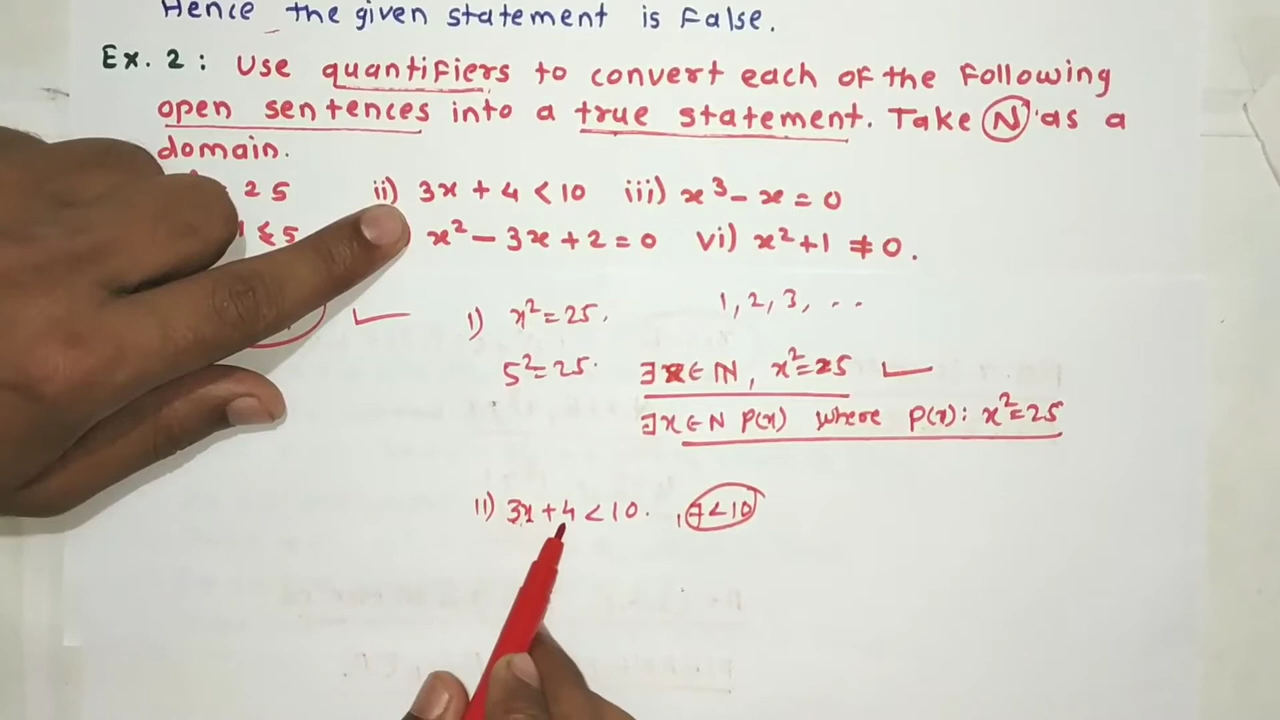 Hence the given statement is False.
Ex. 2 : Use quantifiers to convert each of the following
open sentences into a true statement. Take N as a
domain.
25 ii) 3x + 4 < 10 iii) x³ - x = 0
≤ 5 x² - 3x + 2 = 0 vi) x² + 1 ≠ 0.
i) x² = 25. 1, 2, 3, ..
5² = 25. ∃ x ∈ N, x² = 25
∃ x ∈ N P(x) where P(x): x² = 25
ii) 3x + 4 < 10. , 7 < 10